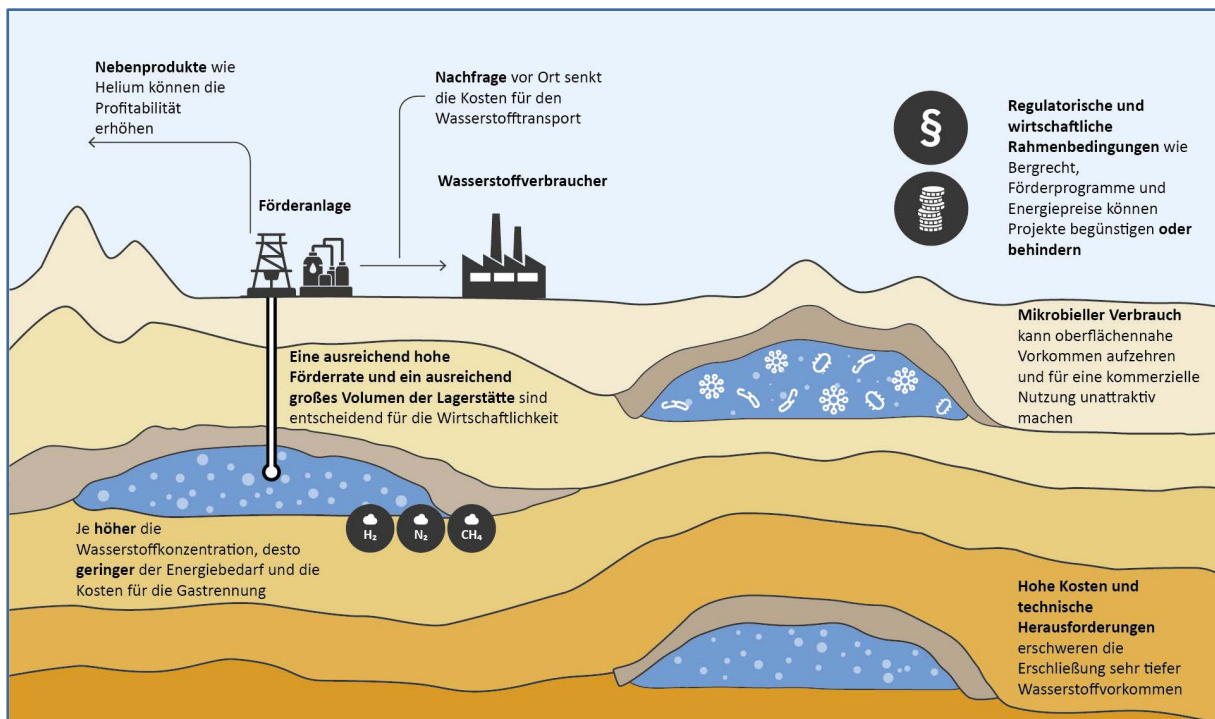 Nebenprodukte wie
Helium können die
Profitabilität
erhöhen
Nachfrage vor Ort senkt
die Kosten für den
Wasserstofftransport
§
Regulatorische und
wirtschaftliche
Rahmenbedingungen wie
Bergrecht,
Förderprogramme und
Energiepreise können
Projekte begünstigen oder
behindern
Förderanlage
Wasserstoffverbraucher
Mikrobieller Verbrauch
kann oberflächennahe
Vorkommen aufzehren
und für eine kommerzielle
Nutzung unattraktiv
machen
Eine ausreichend hohe
Förderrate und ein ausreichend
großes Volumen der Lagerstätte sind
entscheidend für die Wirtschaftlichkeit
Je höher die
Wasserstoffkonzentration, desto
geringer der Energiebedarf und die
Kosten für die Gastrennung
H₂
N₂
CH₄
Hohe Kosten und
technische
Herausforderungen
erschweren die
Erschließung sehr tiefer
Wasserstoffvorkommen